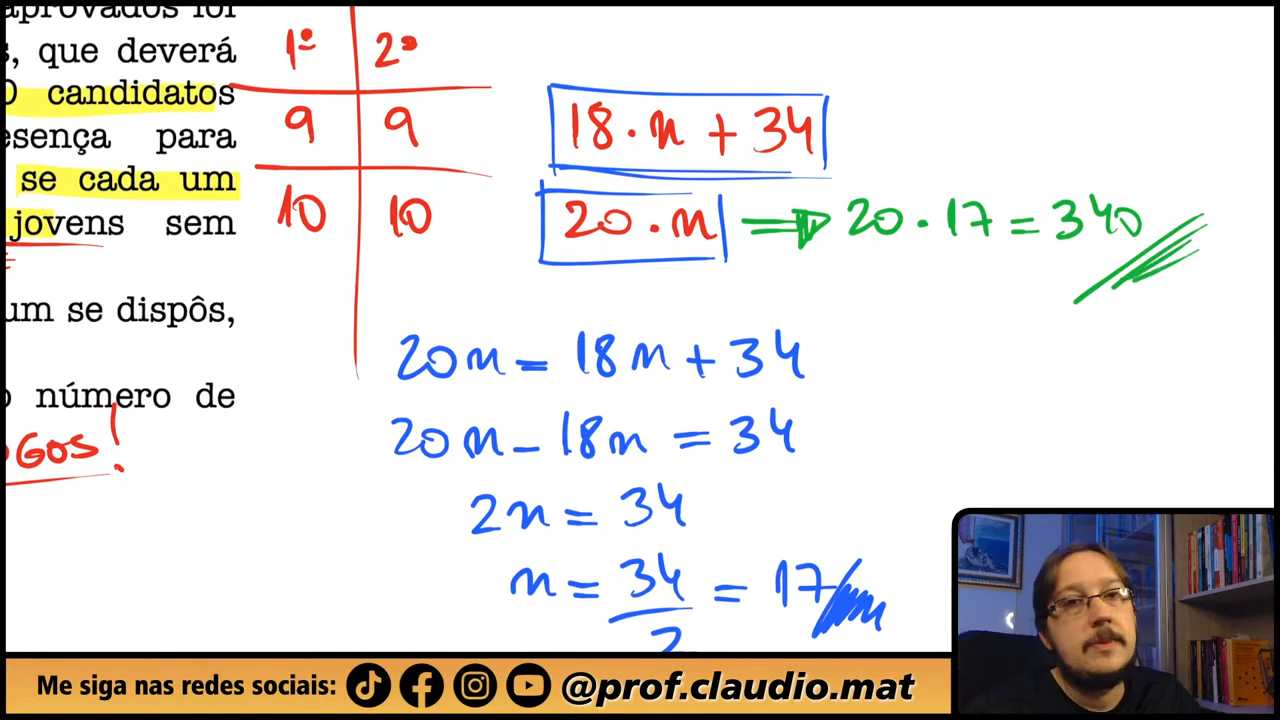 aprovados foi
s, que deverá
0 candidatos
esença para
se cada um
jovens sem
um se dispôs,
o número de
OGOS!
1º 2º
9 9
10 10
18·n + 34
20·n ⇒ 20·17 = 340
20n = 18n + 34
20n - 18n = 34
2n = 34
n = 34/2 = 17
Me siga nas redes sociais: @prof.claudio.mat